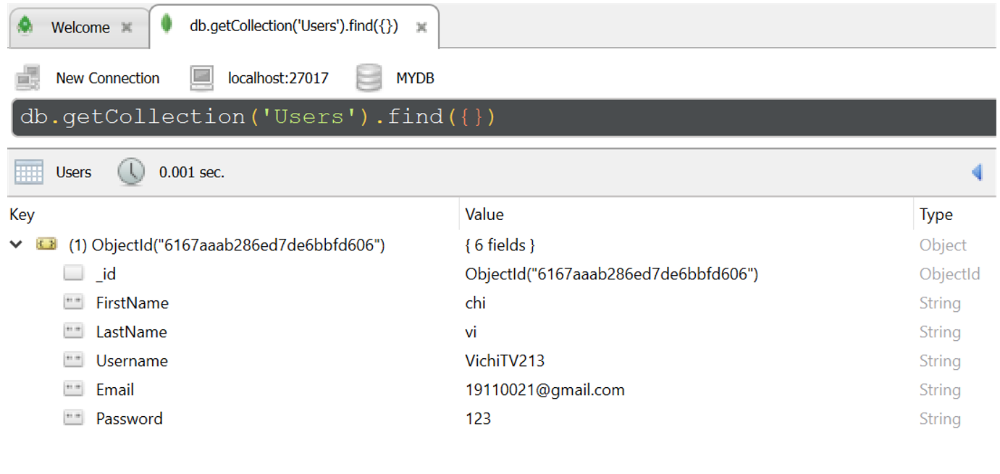 Welcome db.getCollection('Users').find({})
New Connection localhost:27017 MYDB
db.getCollection('Users').find({})
Users 0.001 sec.
Key Value Type
(1) ObjectId("6167aaab286ed7de6bbfd606") { 6 fields } Object
_id ObjectId("6167aaab286ed7de6bbfd606") ObjectId
FirstName chi String
LastName vi String
Username VichiTV213 String
Email 19110021@gmail.com String
Password 123 String